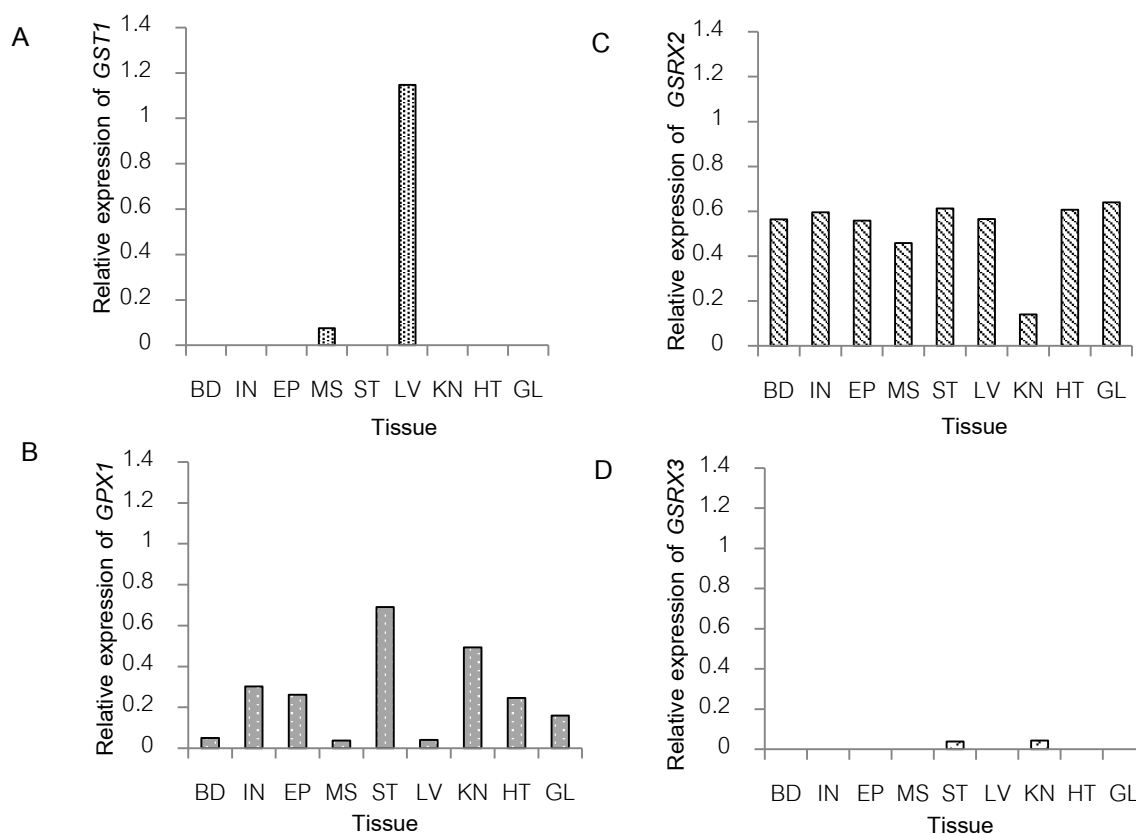 A
Relative expression of GST1
1.4
1.2
1
0.8
0.6
0.4
0.2
0
BD IN EP MS ST LV KN HT GL
Tissue
C
Relative expression of GSRX2
1.4
1.2
1
0.8
0.6
0.4
0.2
0
BD IN EP MS ST LV KN HT GL
Tissue
B
Relative expression of GPX1
1.4
1.2
1
0.8
0.6
0.4
0.2
0
BD IN EP MS ST LV KN HT GL
Tissue
D
Relative expression of GSRX3
1.4
1.2
1
0.8
0.6
0.4
0.2
0
BD IN EP MS ST LV KN HT GL
Tissue